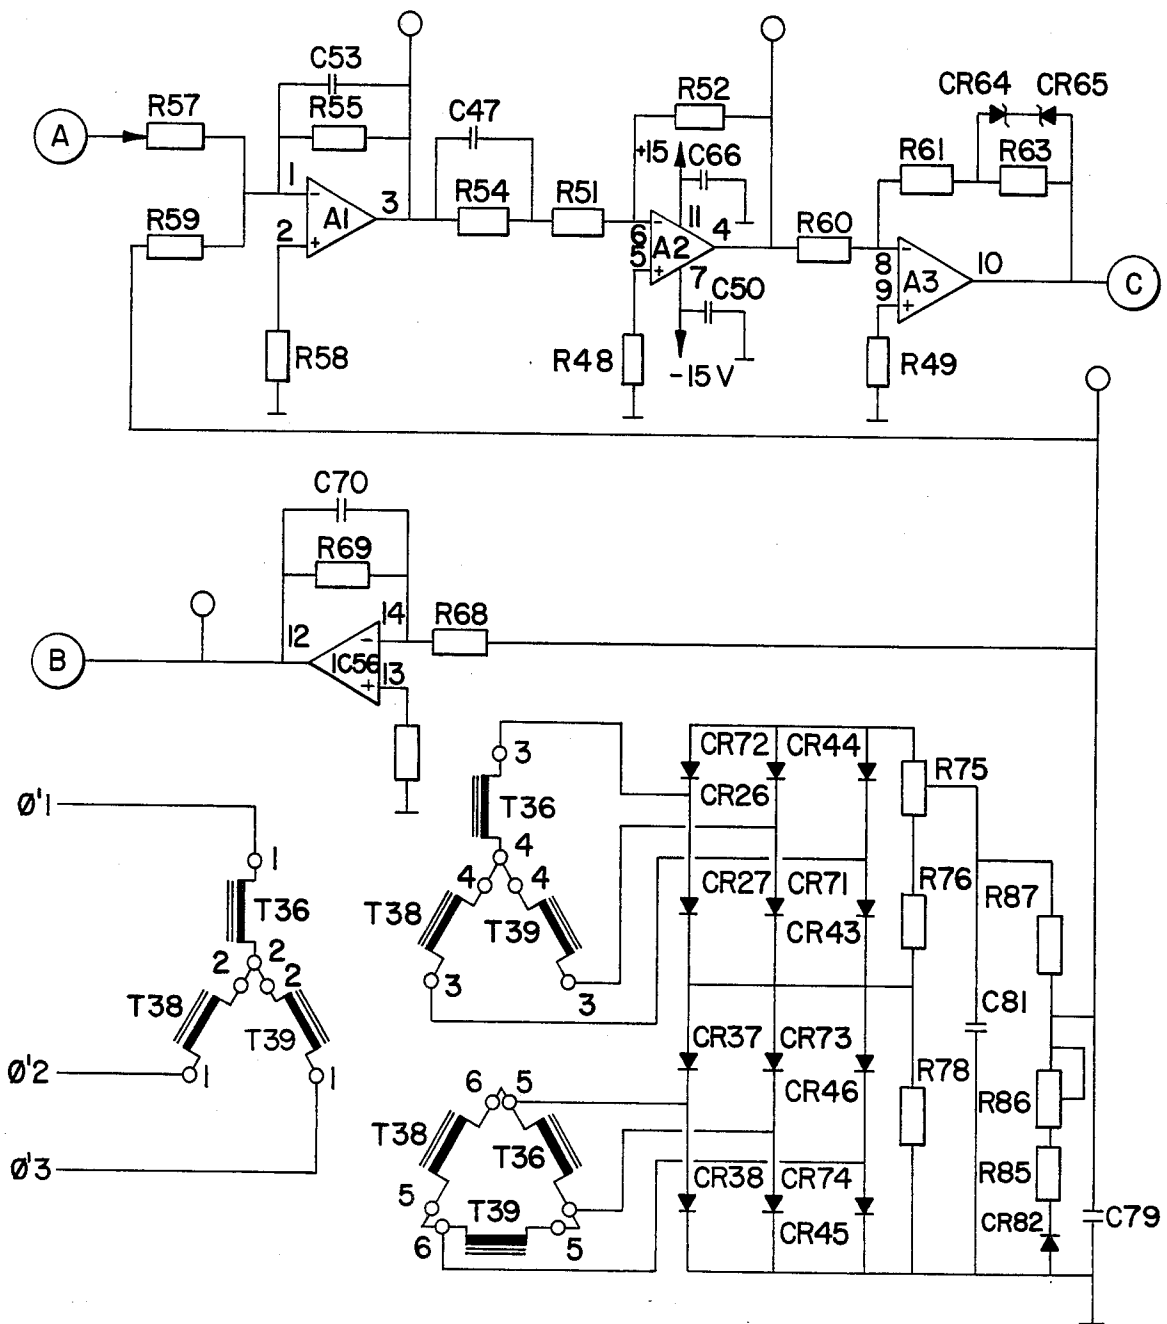 C53
R57
R55
C47
R52
CR64
CR65
A
+15
C66
R61
R63
1
-
A1
3
R54
R51
11
R59
2
+
6
-
A2
4
R60
5
+
7
C50
8
-
A3
10
C
9
+
R58
R48
-15 V
R49
C70
R69
14
R68
12
-
B
IC56
13
+
3
CR72
CR44
R75
Ø'1
T36
CR26
1
4
4
4
CR27
CR71
R76
R87
T36
T38
T39
CR43
2
2
2
3
3
T38
T39
C81
CR37
CR73
R78
Ø'2
1
1
6
5
CR46
R86
T38
T36
Ø'3
CR38
CR74
R85
5
T39
CR45
CR82
C79
6
5